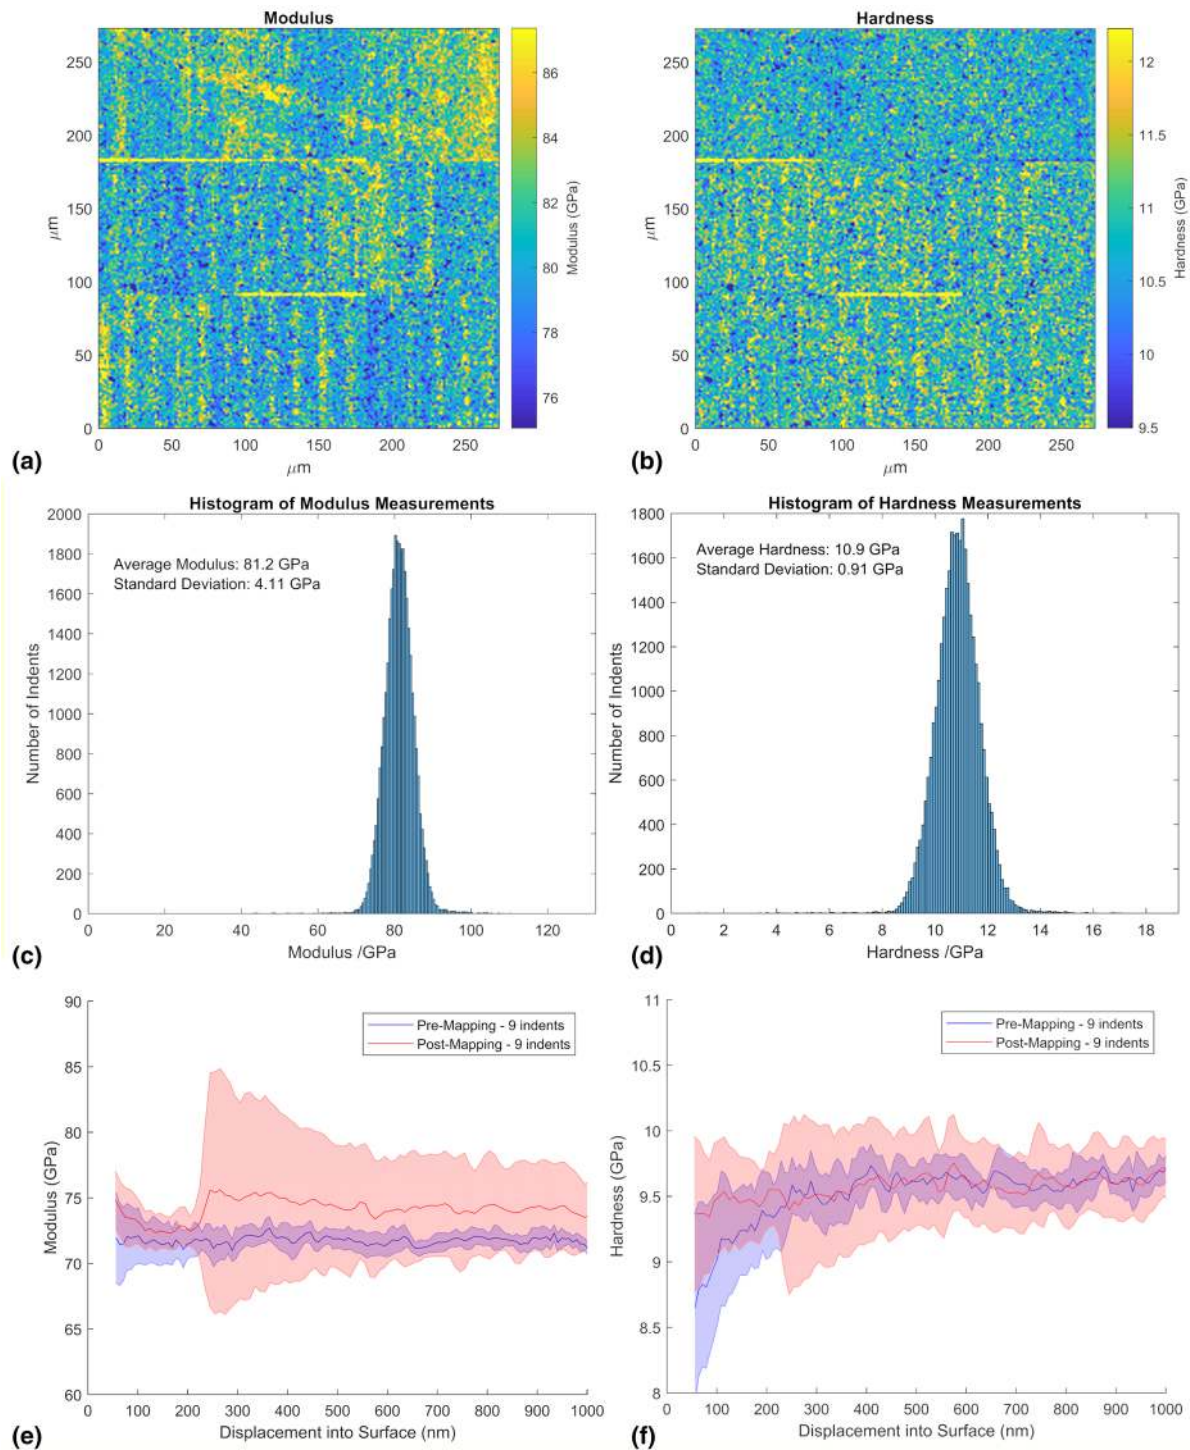 Modulus
Hardness
250
200
150
100
50
0
μm
0 50 100 150 200 250
μm
86
84
82
80
78
76
Modulus (GPa)
(a)
250
200
150
100
50
0
μm
0 50 100 150 200 250
μm
12
11.5
11
10.5
10
9.5
Hardness (GPa)
(b)
Histogram of Modulus Measurements
Average Modulus: 81.2 GPa
Standard Deviation: 4.11 GPa
2000
1800
1600
1400
1200
1000
800
600
400
200
0
Number of Indents
0 20 40 60 80 100 120
Modulus /GPa
(c)
Histogram of Hardness Measurements
Average Hardness: 10.9 GPa
Standard Deviation: 0.91 GPa
1800
1600
1400
1200
1000
800
600
400
200
0
Number of Indents
0 2 4 6 8 10 12 14 16 18
Hardness /GPa
(d)
90
85
80
75
70
65
60
Modulus (GPa)
Pre-Mapping - 9 indents
Post-Mapping - 9 indents
0 100 200 300 400 500 600 700 800 900 1000
Displacement into Surface (nm)
(e)
11
10.5
10
9.5
9
8.5
8
Hardness (GPa)
Pre-Mapping - 9 indents
Post-Mapping - 9 indents
0 100 200 300 400 500 600 700 800 900 1000
Displacement into Surface (nm)
(f)